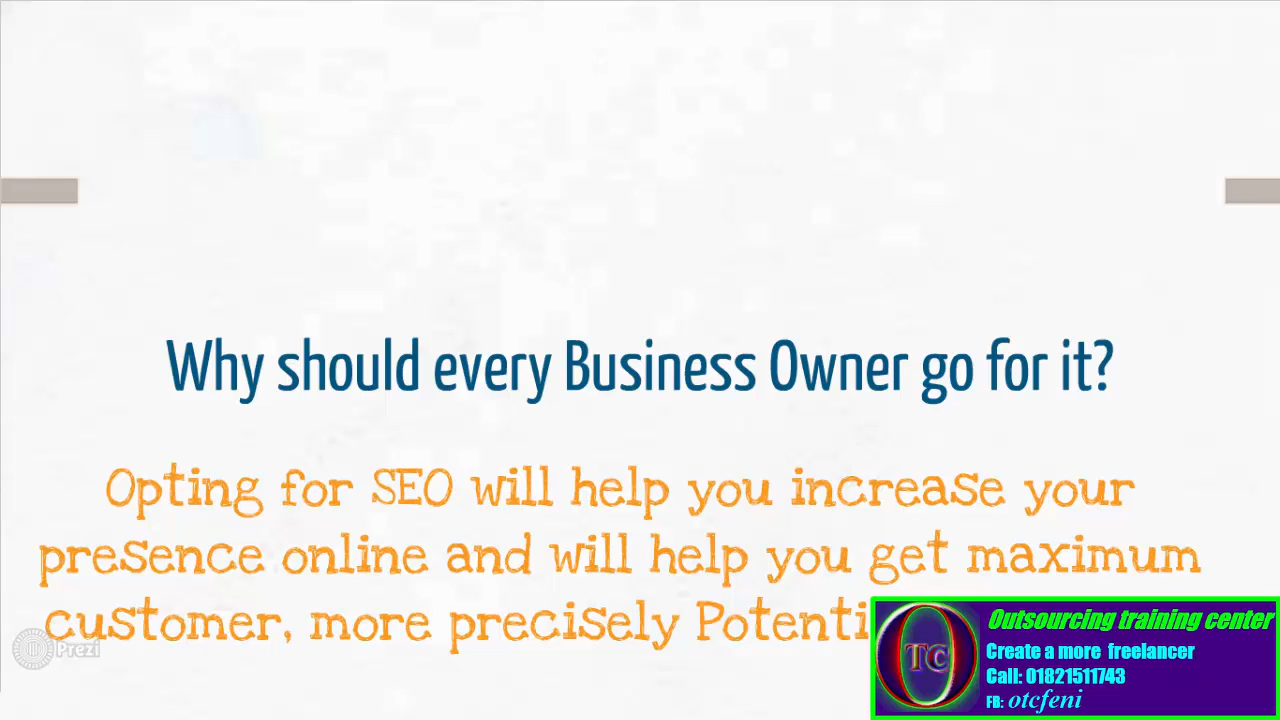 Why should every Business Owner go for it?
Opting for SEO will help you increase your
presence online and will help you get maximum
customer, more precisely
Prezi
TC
Outsourcing training center
Create a more freelancer
Call: 01821511743
FB: otcfeni